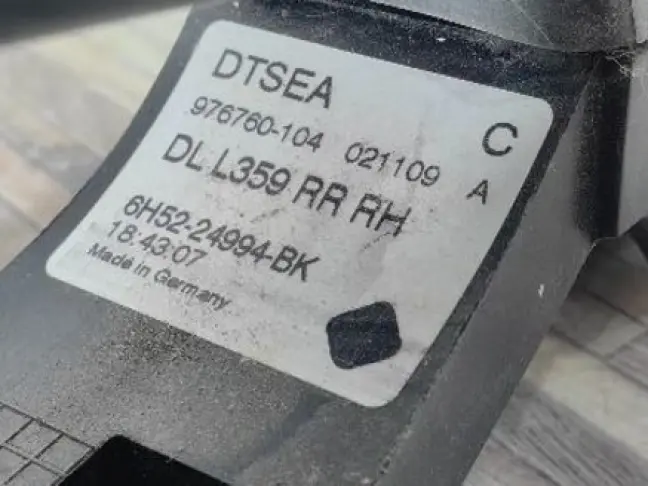 DTSEA C
976760-104 021109 A
DL L359 RR RH
6H52-24994-BK
18:43:07
Made in Germany